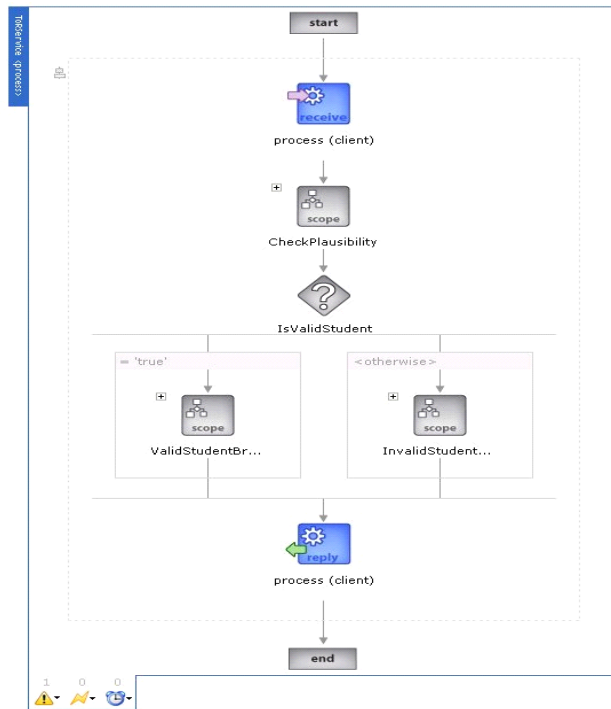 ToRService <process>
start
receive
process (client)
scope
CheckPlausibility
?
IsValidStudent
= 'true'
<otherwise>
scope
scope
ValidStudentBr...
InvalidStudent...
reply
process (client)
end
1 0 0